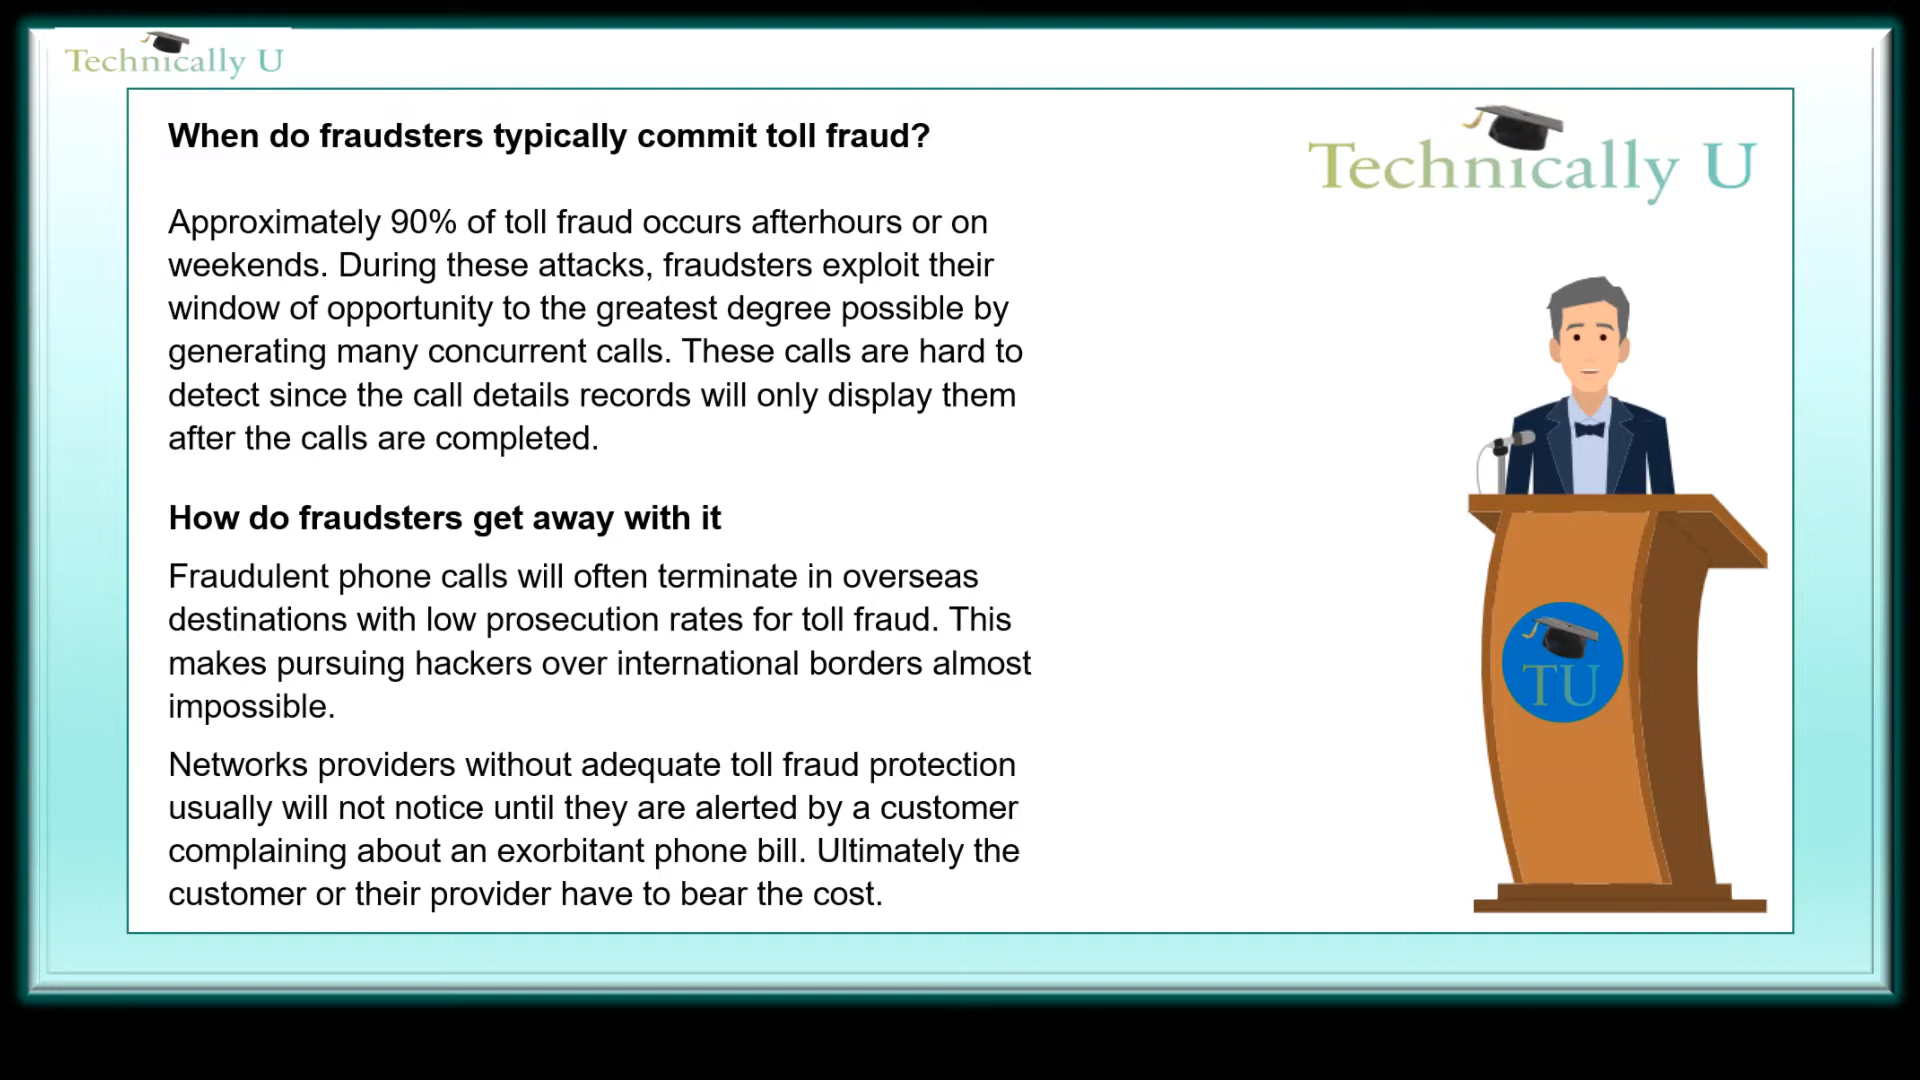 Technically U
Technically U
When do fraudsters typically commit toll fraud?
Approximately 90% of toll fraud occurs afterhours or on
weekends. During these attacks, fraudsters exploit their
window of opportunity to the greatest degree possible by
generating many concurrent calls. These calls are hard to
detect since the call details records will only display them
after the calls are completed.
How do fraudsters get away with it
Fraudulent phone calls will often terminate in overseas
destinations with low prosecution rates for toll fraud. This
makes pursuing hackers over international borders almost
impossible.
Networks providers without adequate toll fraud protection
usually will not notice until they are alerted by a customer
complaining about an exorbitant phone bill. Ultimately the
customer or their provider have to bear the cost.
TU